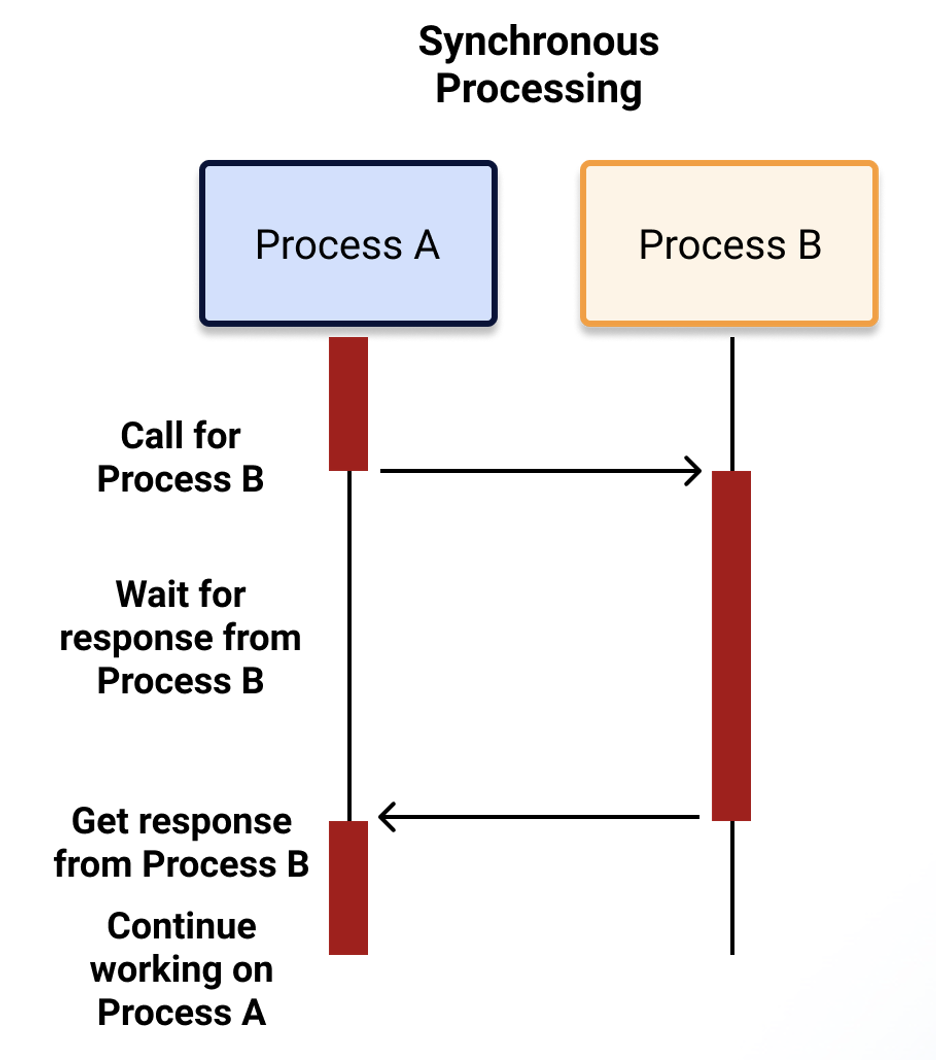 Synchronous
Processing
Process A
Process B
Call for
Process B
Wait for
response from
Process B
Get response
from Process B
Continue
working on
Process A